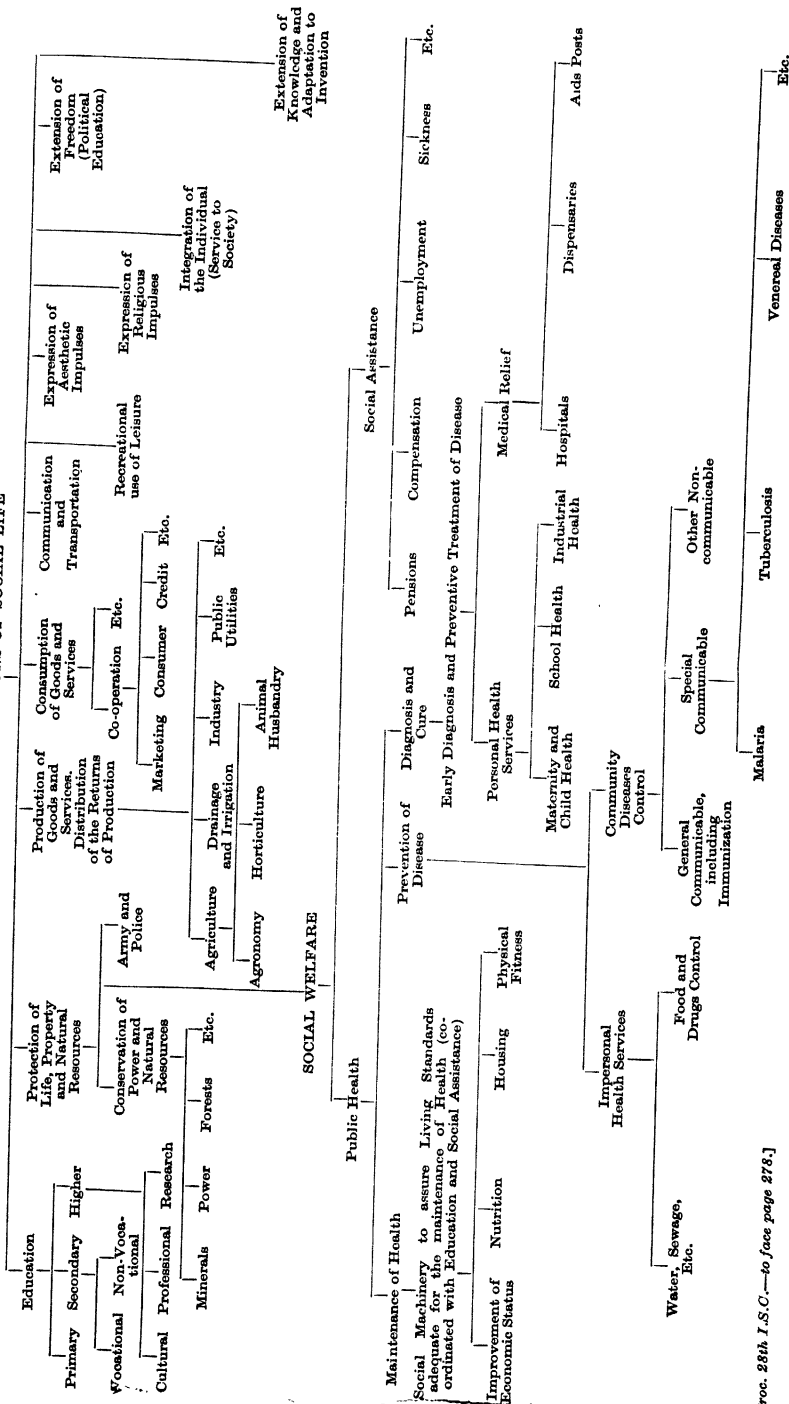 OF SOCIAL LIFE
Education
Primary Secondary Higher
Vocational Non-Voca-
tional
Cultural Professional Research
Protection of
Life, Property
and Natural
Resources
Conservation of
Power and
Natural
Resources
Army and
Police
Minerals Power Forests Etc.
Production of
Goods and
Services.
Distribution
of the Returns
of Production
Agriculture Drainage
and Irrigation
Industry Public
Utilities
Etc.
Agronomy Horticulture Animal
Husbandry
Consumption
of Goods and
Services
Co-operation Etc.
Marketing Consumer Credit Etc.
Communication
and
Transportation
Recreational
use of Leisure
Expression of
Aesthetic
Impulses
Expression of
Religious
Impulses
Integration of
the Individual
(Service to
Society)
Extension of
Freedom
(Political
Education)
Extension of
Knowledge and
Adaptation to
Invention
SOCIAL WELFARE
Public Health
Social Assistance
Pensions Compensation Unemployment Sickness Etc.
Maintenance of Health
Social Machinery to assure Living Standards
adequate for the maintenance of Health (co-
ordinated with Education and Social Assistance)
Improvement of
Economic Status
Nutrition Housing Physical
Fitness
Prevention of
Disease
Diagnosis and
Cure
Early Diagnosis and Preventive Treatment of Disease
Personal Health
Services
Medical Relief
Maternity and
Child Health
School Health Industrial
Health
Hospitals Dispensaries Aids Posts
Impersonal
Health Services
Community
Diseases
Control
Water, Sewage,
Etc.
Food and
Drugs Control
General
Communicable,
including
Immunization
Special
Communicable
Other Non-
communicable
Malaria Tuberculosis Venereal Diseases Etc.
roc. 28th I.S.C.—to face page 278.]